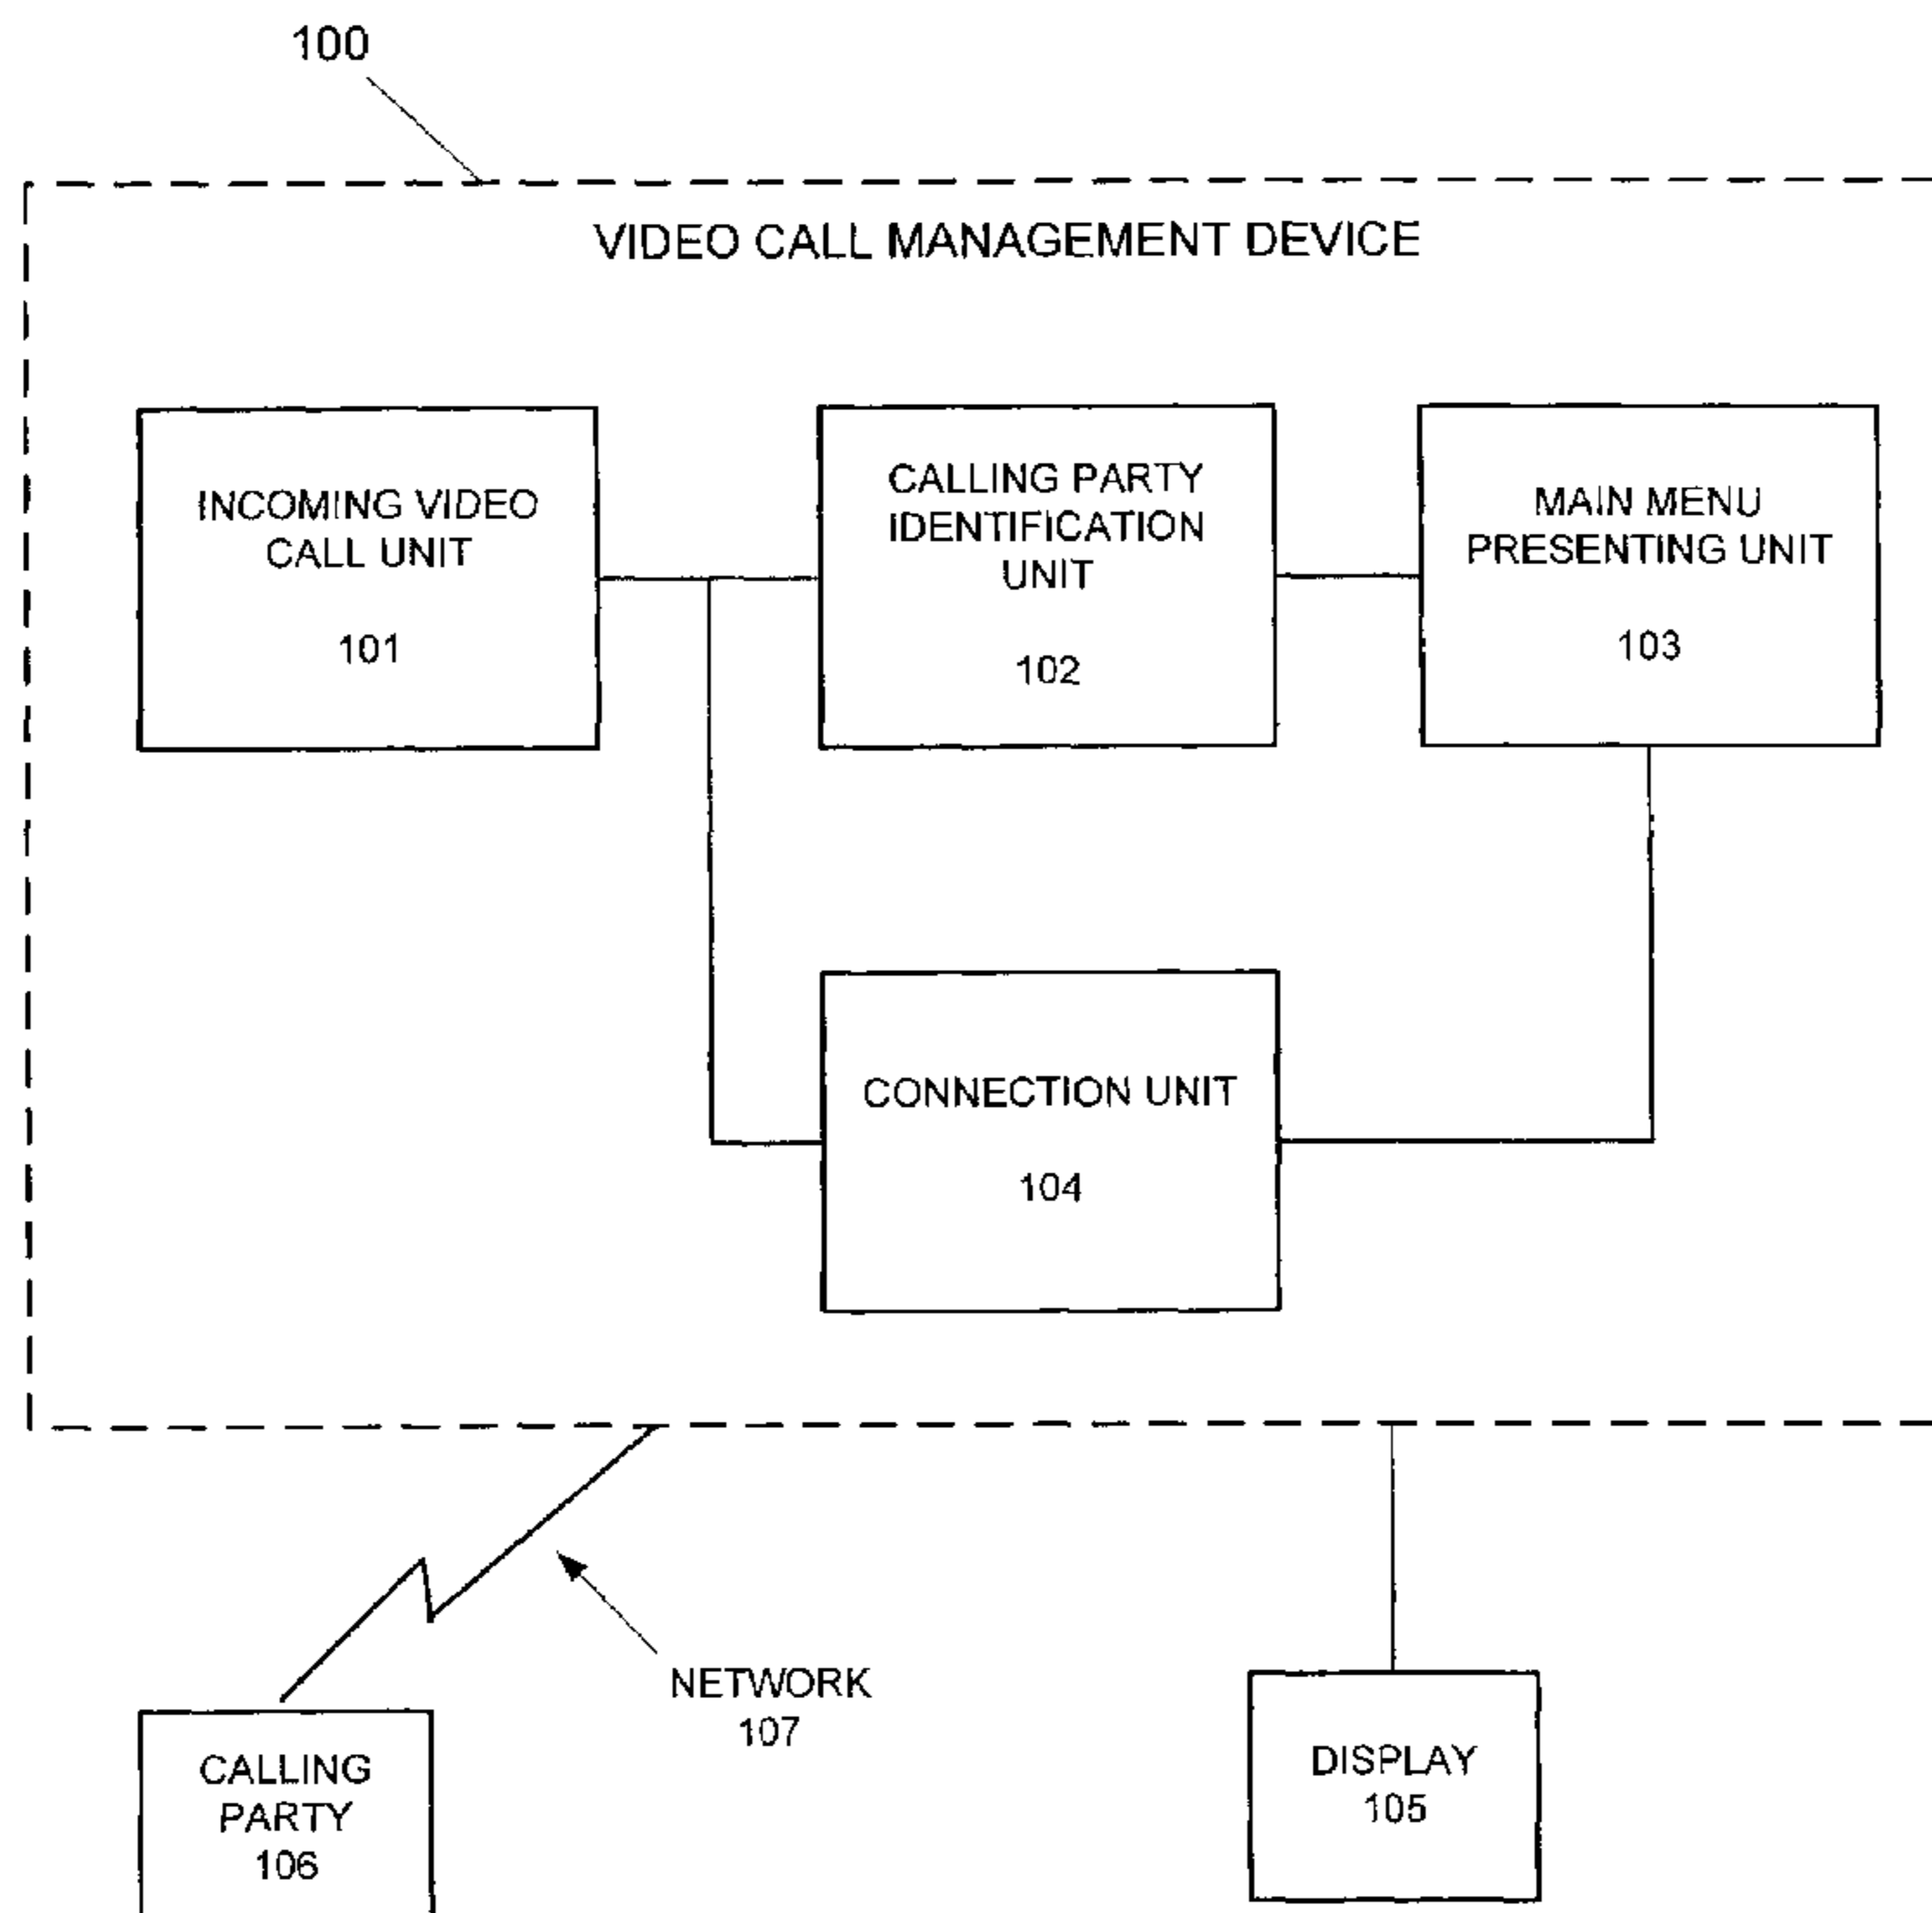 100
VIDEO CALL MANAGEMENT DEVICE
INCOMING VIDEO
CALL UNIT
101
CALLING PARTY
IDENTIFICATION
UNIT
102
MAIN MENU
PRESENTING UNIT
103
CONNECTION UNIT
104
NETWORK
107
CALLING
PARTY
106
DISPLAY
105